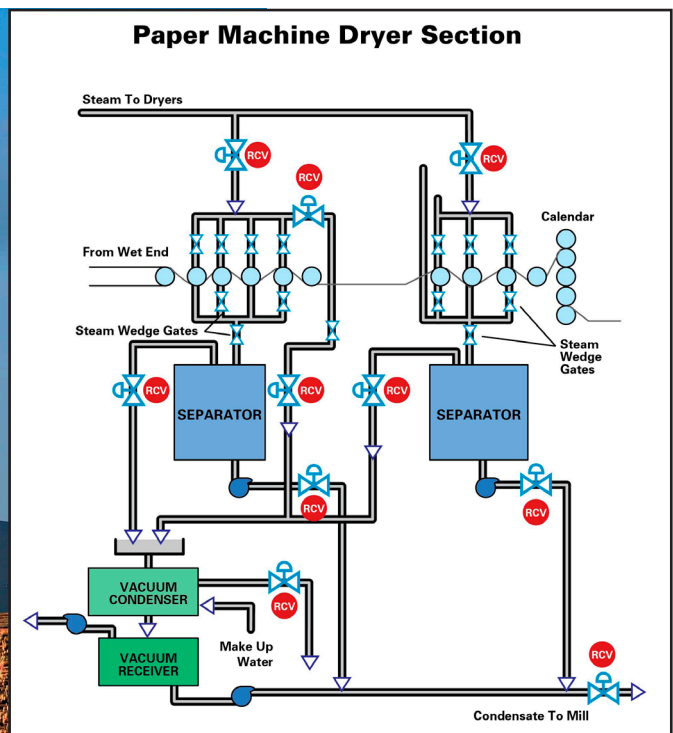 Paper Machine Dryer Section
Steam To Dryers
RCV
RCV
RCV
Calendar
From Wet End
Steam Wedge Gates
Steam
Wedge
Gates
RCV
RCV
RCV
SEPARATOR
SEPARATOR
RCV
RCV
VACUUM
CONDENSER
RCV
Make Up
Water
VACUUM
RECEIVER
RCV
Condensate To Mill